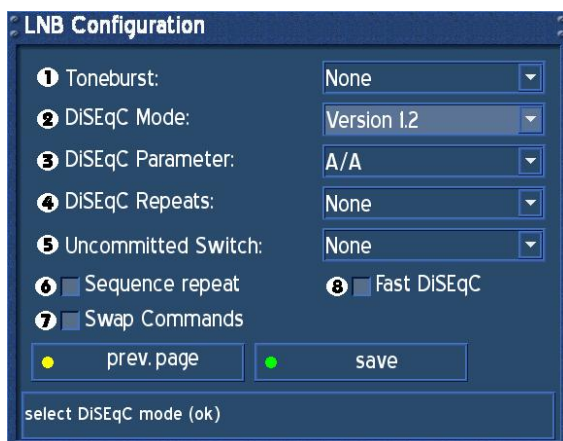 LNB Configuration
1 Toneburst: None
2 DiSEqC Mode: Version 1.2
3 DiSEqC Parameter: A/A
4 DiSEqC Repeats: None
5 Uncommitted Switch: None
6 Sequence repeat 8 Fast DiSEqC
7 Swap Commands
prev. page save
select DiSEqC mode (ok)